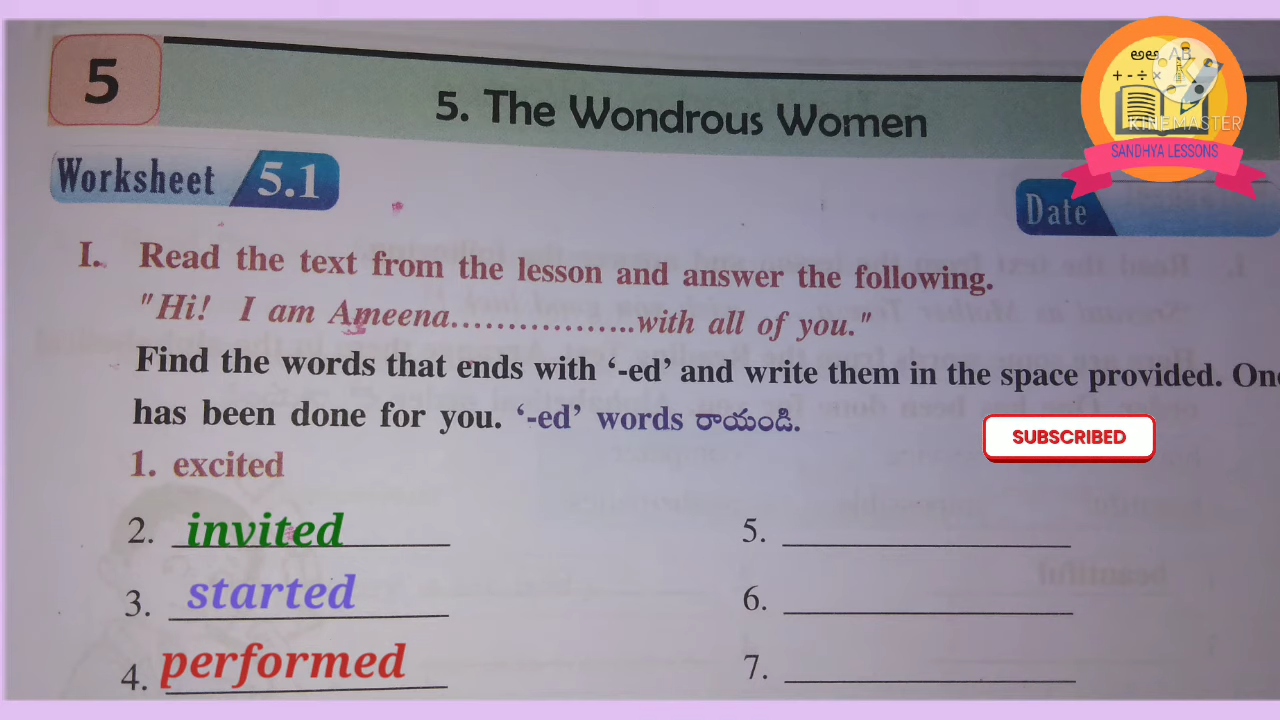 5
5. The Wondrous Women
అఆ AB
+ - ÷ ×
K
KINEMASTER
SANDHYA LESSONS
Worksheet 5.1
Date
I. Read the text from the lesson and answer the following.
"Hi! I am Ameena..................with all of you."
Find the words that ends with ‘-ed’ and write them in the space provided. One
has been done for you. ‘-ed’ words రాయండి.
SUBSCRIBED
1. excited
2. invited
5.
3. started
6.
4. performed
7.